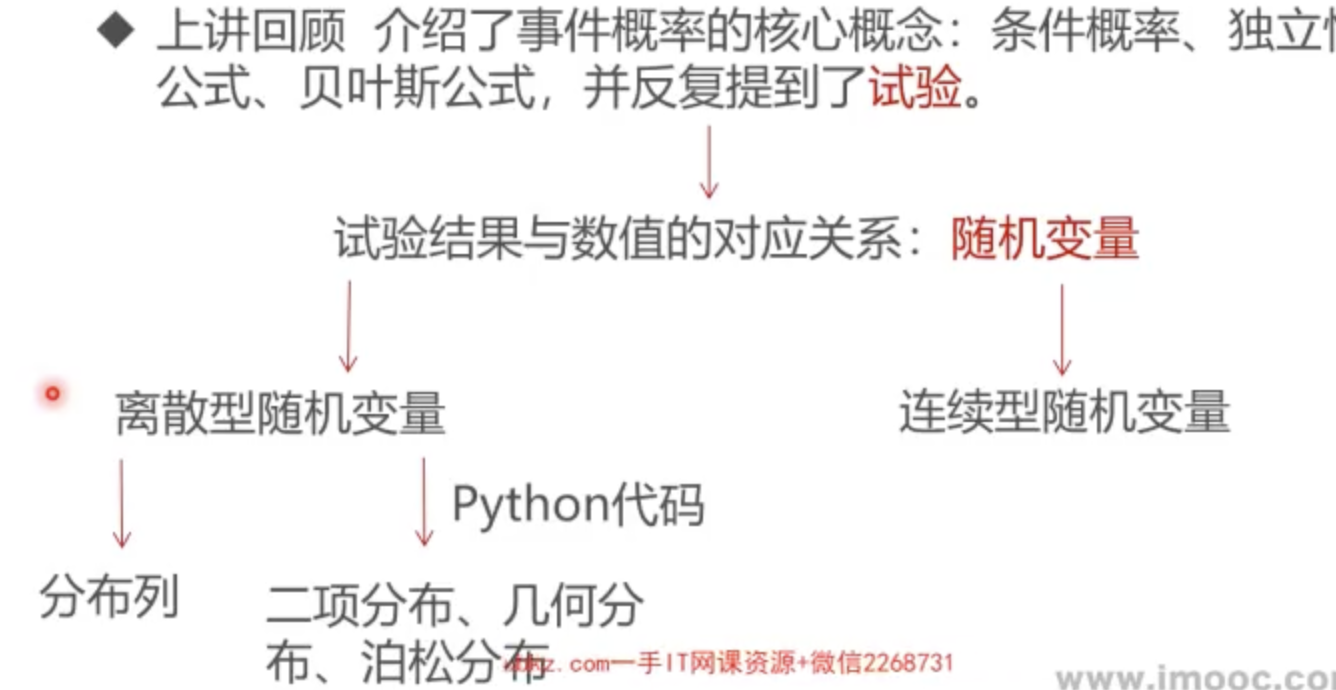 ◆ 上讲回顾 介绍了事件概率的核心概念：条件概率、独立性
公式、贝叶斯公式，并反复提到了试验。
试验结果与数值的对应关系：随机变量
离散型随机变量
连续型随机变量
Python代码
分布列
二项分布、几何分
布、泊松分布
.com一手IT网课资源+微信2268731
www.imooc.co